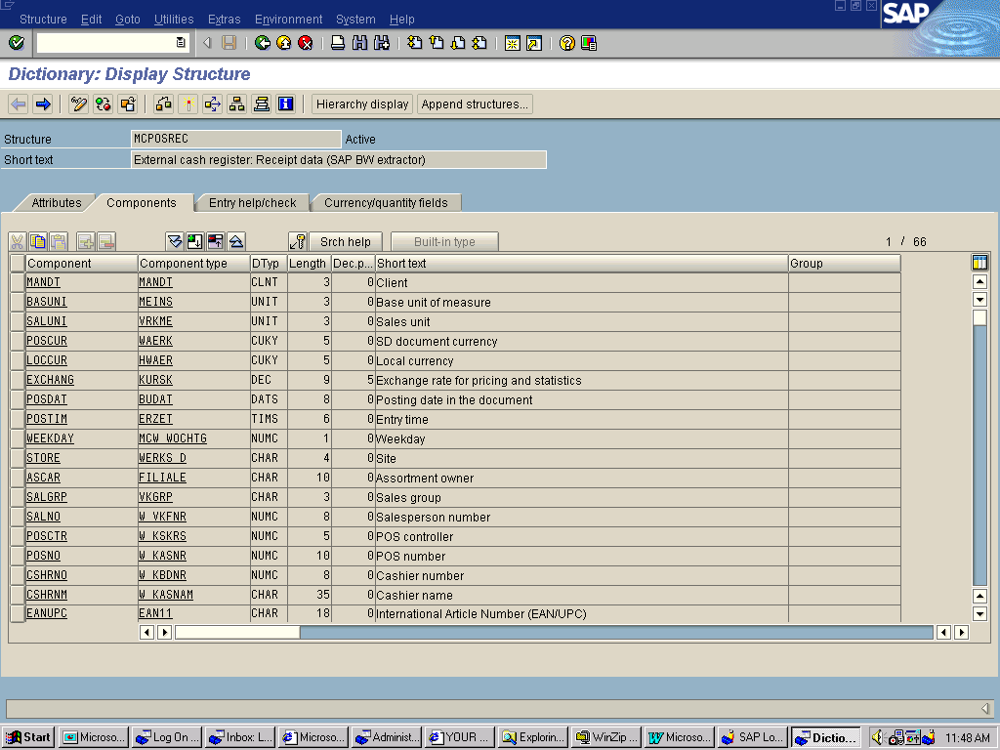 Structure Edit Goto Utilities Extras Environment System Help
SAP
Dictionary: Display Structure
Hierarchy display Append structures...
Structure MCPOSREC Active
Short text External cash register: Receipt data (SAP BW extractor)
Attributes Components Entry help/check Currency/quantity fields
Srch help Built-in type 1 / 66
Component Component type DTyp Length Dec.p... Short text Group
MANDT MANDT CLNT 3 0 Client
BASUNI MEINS UNIT 3 0 Base unit of measure
SALUNI VRKME UNIT 3 0 Sales unit
POSCUR WAERK CUKY 5 0 SD document currency
LOCCUR HWAER CUKY 5 0 Local currency
EXCHANG KURSK DEC 9 5 Exchange rate for pricing and statistics
POSDAT BUDAT DATS 8 0 Posting date in the document
POSTIM ERZET TIMS 6 0 Entry time
WEEKDAY MCW_WOCHTG NUMC 1 0 Weekday
STORE WERKS_D CHAR 4 0 Site
ASCAR FILIALE CHAR 10 0 Assortment owner
SALGRP VKGRP CHAR 3 0 Sales group
SALNO W_VKFNR NUMC 8 0 Salesperson number
POSCTR W_KSKRS NUMC 5 0 POS controller
POSNO W_KASNR NUMC 10 0 POS number
CSHRNO W_KBDNR NUMC 8 0 Cashier number
CSHRNM W_KASNAM CHAR 35 0 Cashier name
EANUPC EAN11 CHAR 18 0 International Article Number (EAN/UPC)
Start Microso... Log On ... Inbox: L... Microso... Administ... YOUR ... Explorin... WinZip ... Microso... SAP Lo... Dictio... 11:48 AM